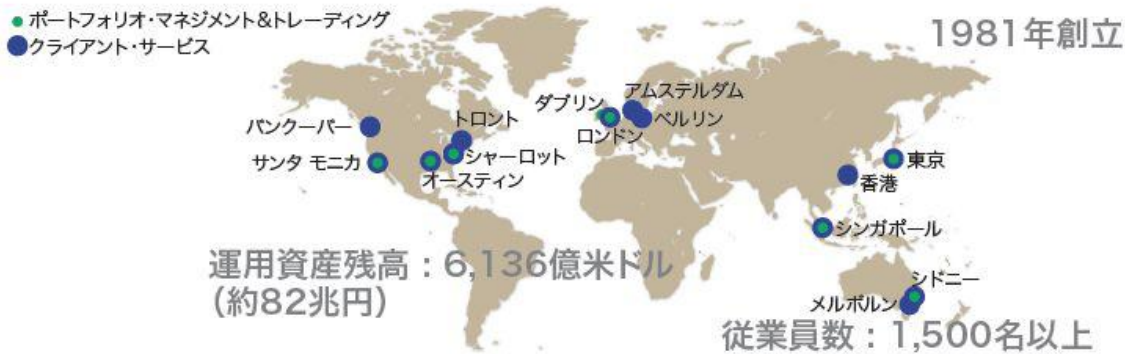 ポートフォリオ・マネジメント&トレーディング
クライアント・サービス
1981年創立
アムステルダム
ダブリン
トロント
バンクーバー
ロンドン
ベルリン
サンタ モニカ
シャーロット
オースティン
東京
香港
シンガポール
運用資産残高：6,136億米ドル
（約82兆円）
シドニー
メルボルン
従業員数：1,500名以上